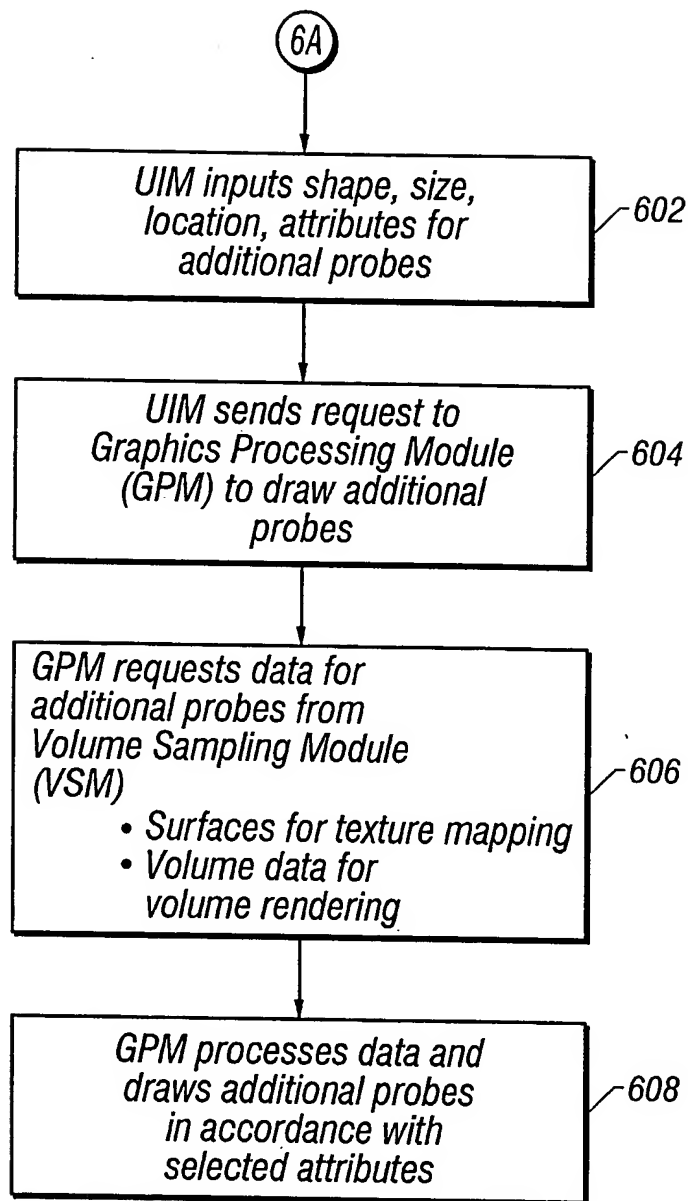 6A
UIM inputs shape, size,
location, attributes for
additional probes
602
UIM sends request to
Graphics Processing Module
(GPM) to draw additional
probes
604
GPM requests data for
additional probes from
Volume Sampling Module
(VSM)
• Surfaces for texture mapping
• Volume data for
volume rendering
606
GPM processes data and
draws additional probes
in accordance with
selected attributes
608